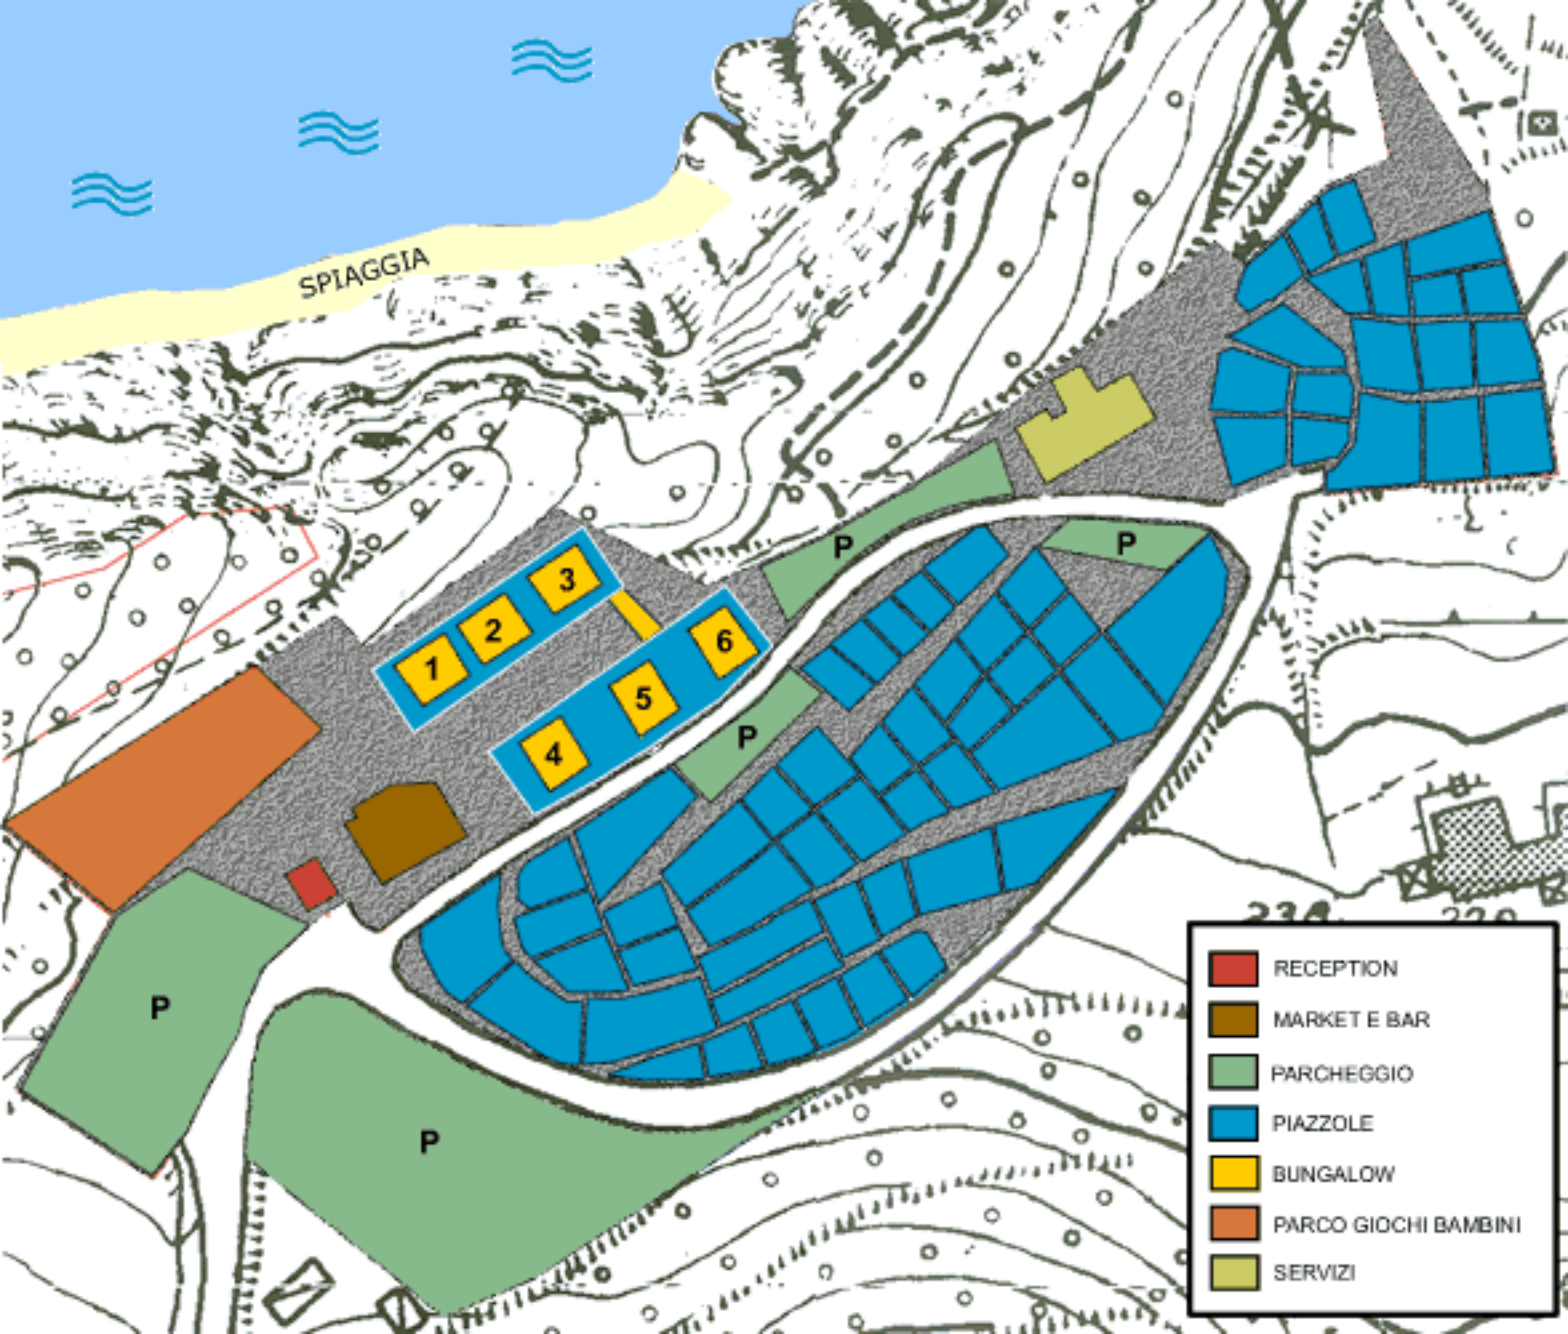 SPIAGGIA
3
2
6
1
5
4
P
P
P
P
P
RECEPTION
MARKET E BAR
PARCHEGGIO
PIAZZOLE
BUNGALOW
PARCO GIOCHI BAMBINI
SERVIZI